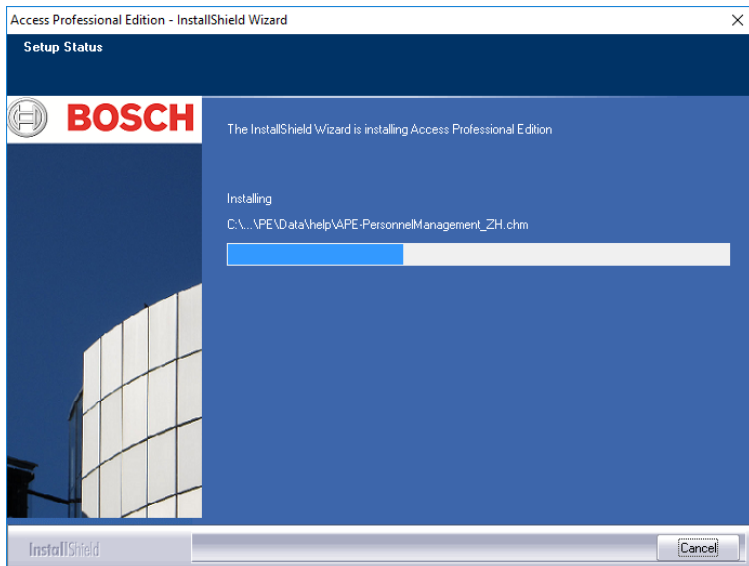 Access Professional Edition - InstallShield Wizard
Setup Status
BOSCH
The InstallShield Wizard is installing Access Professional Edition
Installing
C:\...\PE\Data\help\APE-PersonnelManagement_ZH.chm
InstallShield
Cancel